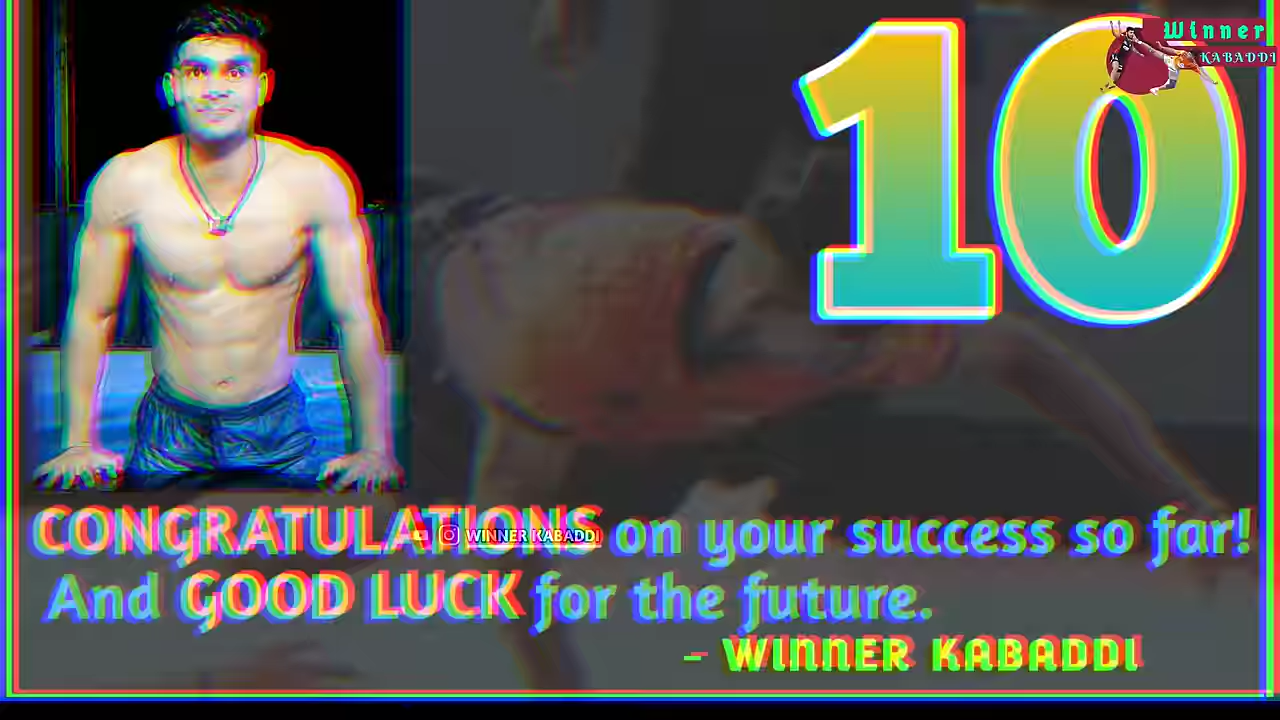 10
Winner
KABADDI
CONGRATULATIONS on your success so far!
WINNER KABADDI
And GOOD LUCK for the future.
- WINNER KABADDI